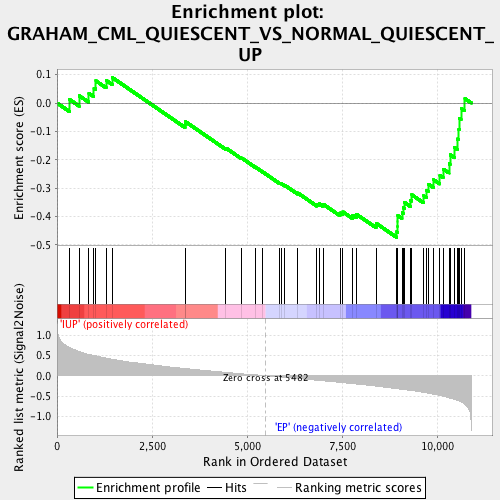 Enrichment plot:
GRAHAM_CML_QUIESCENT_VS_NORMAL_QUIESCENT_
UP
Enrichment score (ES)
0.1
0.0
-0.1
-0.2
-0.3
-0.4
-0.5
'IUP' (positively correlated)
Ranked list metric (Signal2Noise)
1.0
0.5
0.0
-0.5
-1.0
Zero cross at 5482
'EP' (negatively correlated)
0
2,500
5,000
7,500
10,000
Rank in Ordered Dataset
Enrichment profile
Hits
Ranking metric scores